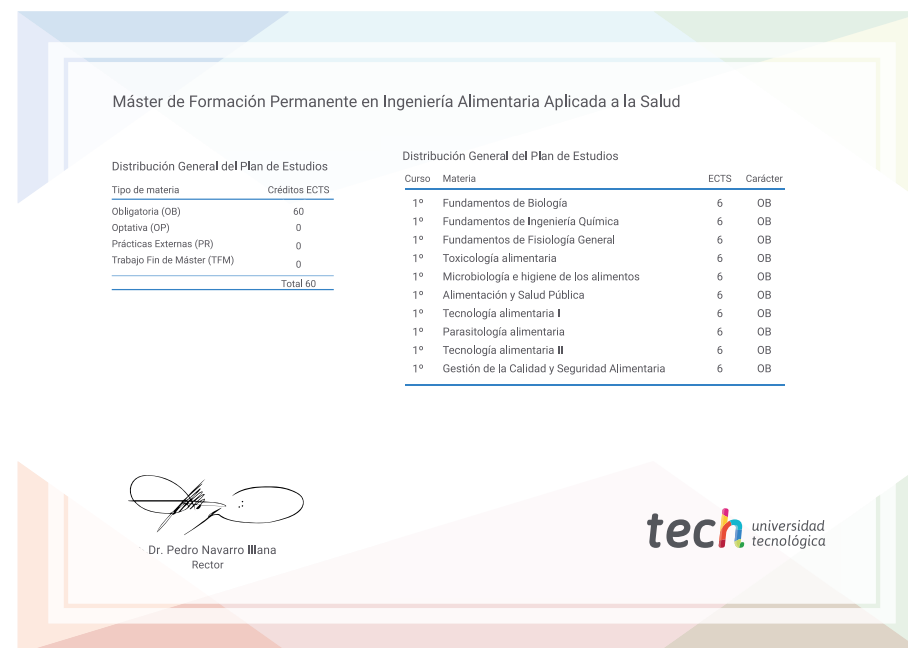 Máster de Formación Permanente en Ingeniería Alimentaria Aplicada a la Salud
Distribución General del Plan de Estudios
Tipo de materia Créditos ECTS
Obligatoria (OB) 60
Optativa (OP) 0
Prácticas Externas (PR) 0
Trabajo Fin de Máster (TFM) 0
Total 60
Distribución General del Plan de Estudios
Curso Materia ECTS Carácter
1º Fundamentos de Biología 6 OB
1º Fundamentos de Ingeniería Química 6 OB
1º Fundamentos de Fisiología General 6 OB
1º Toxicología alimentaria 6 OB
1º Microbiología e higiene de los alimentos 6 OB
1º Alimentación y Salud Pública 6 OB
1º Tecnología alimentaria I 6 OB
1º Parasitología alimentaria 6 OB
1º Tecnología alimentaria II 6 OB
1º Gestión de la Calidad y Seguridad Alimentaria 6 OB
Dr. Pedro Navarro Illana
Rector
tech universidad
tecnológica